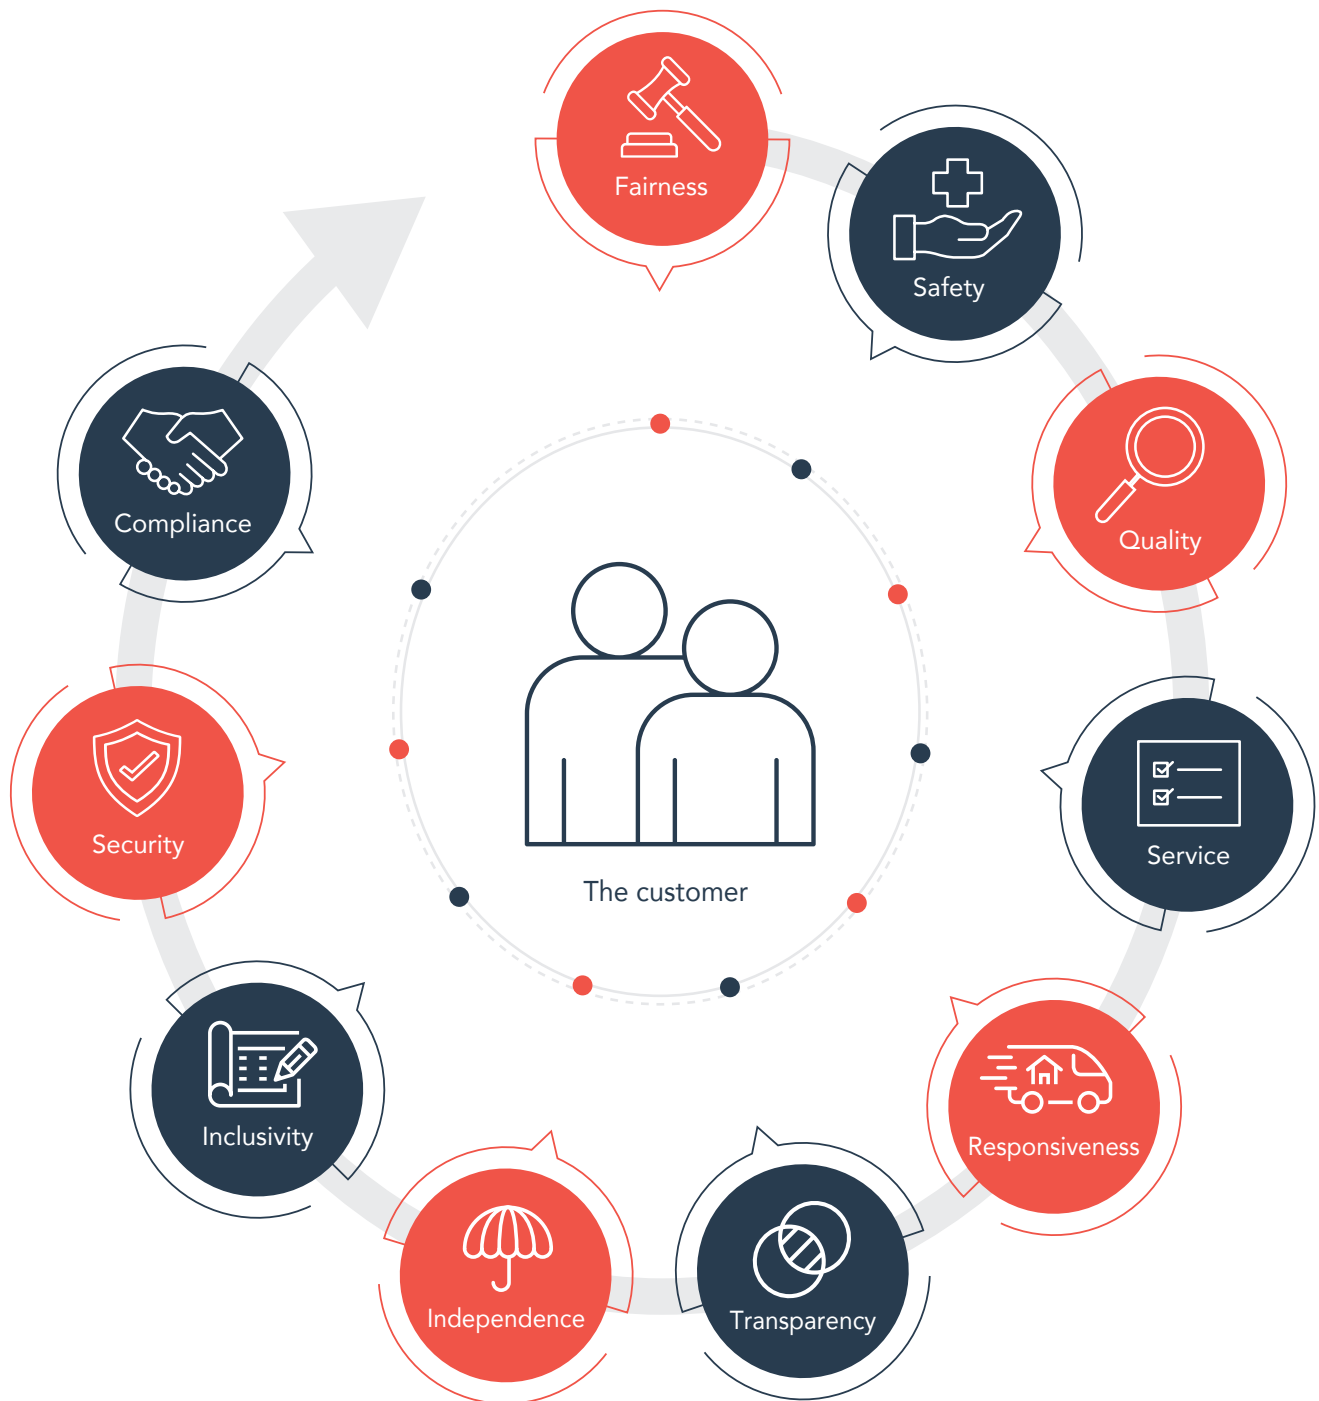 Fairness
Safety
Quality
Service
Responsiveness
Transparency
Independence
Inclusivity
Security
Compliance
The customer